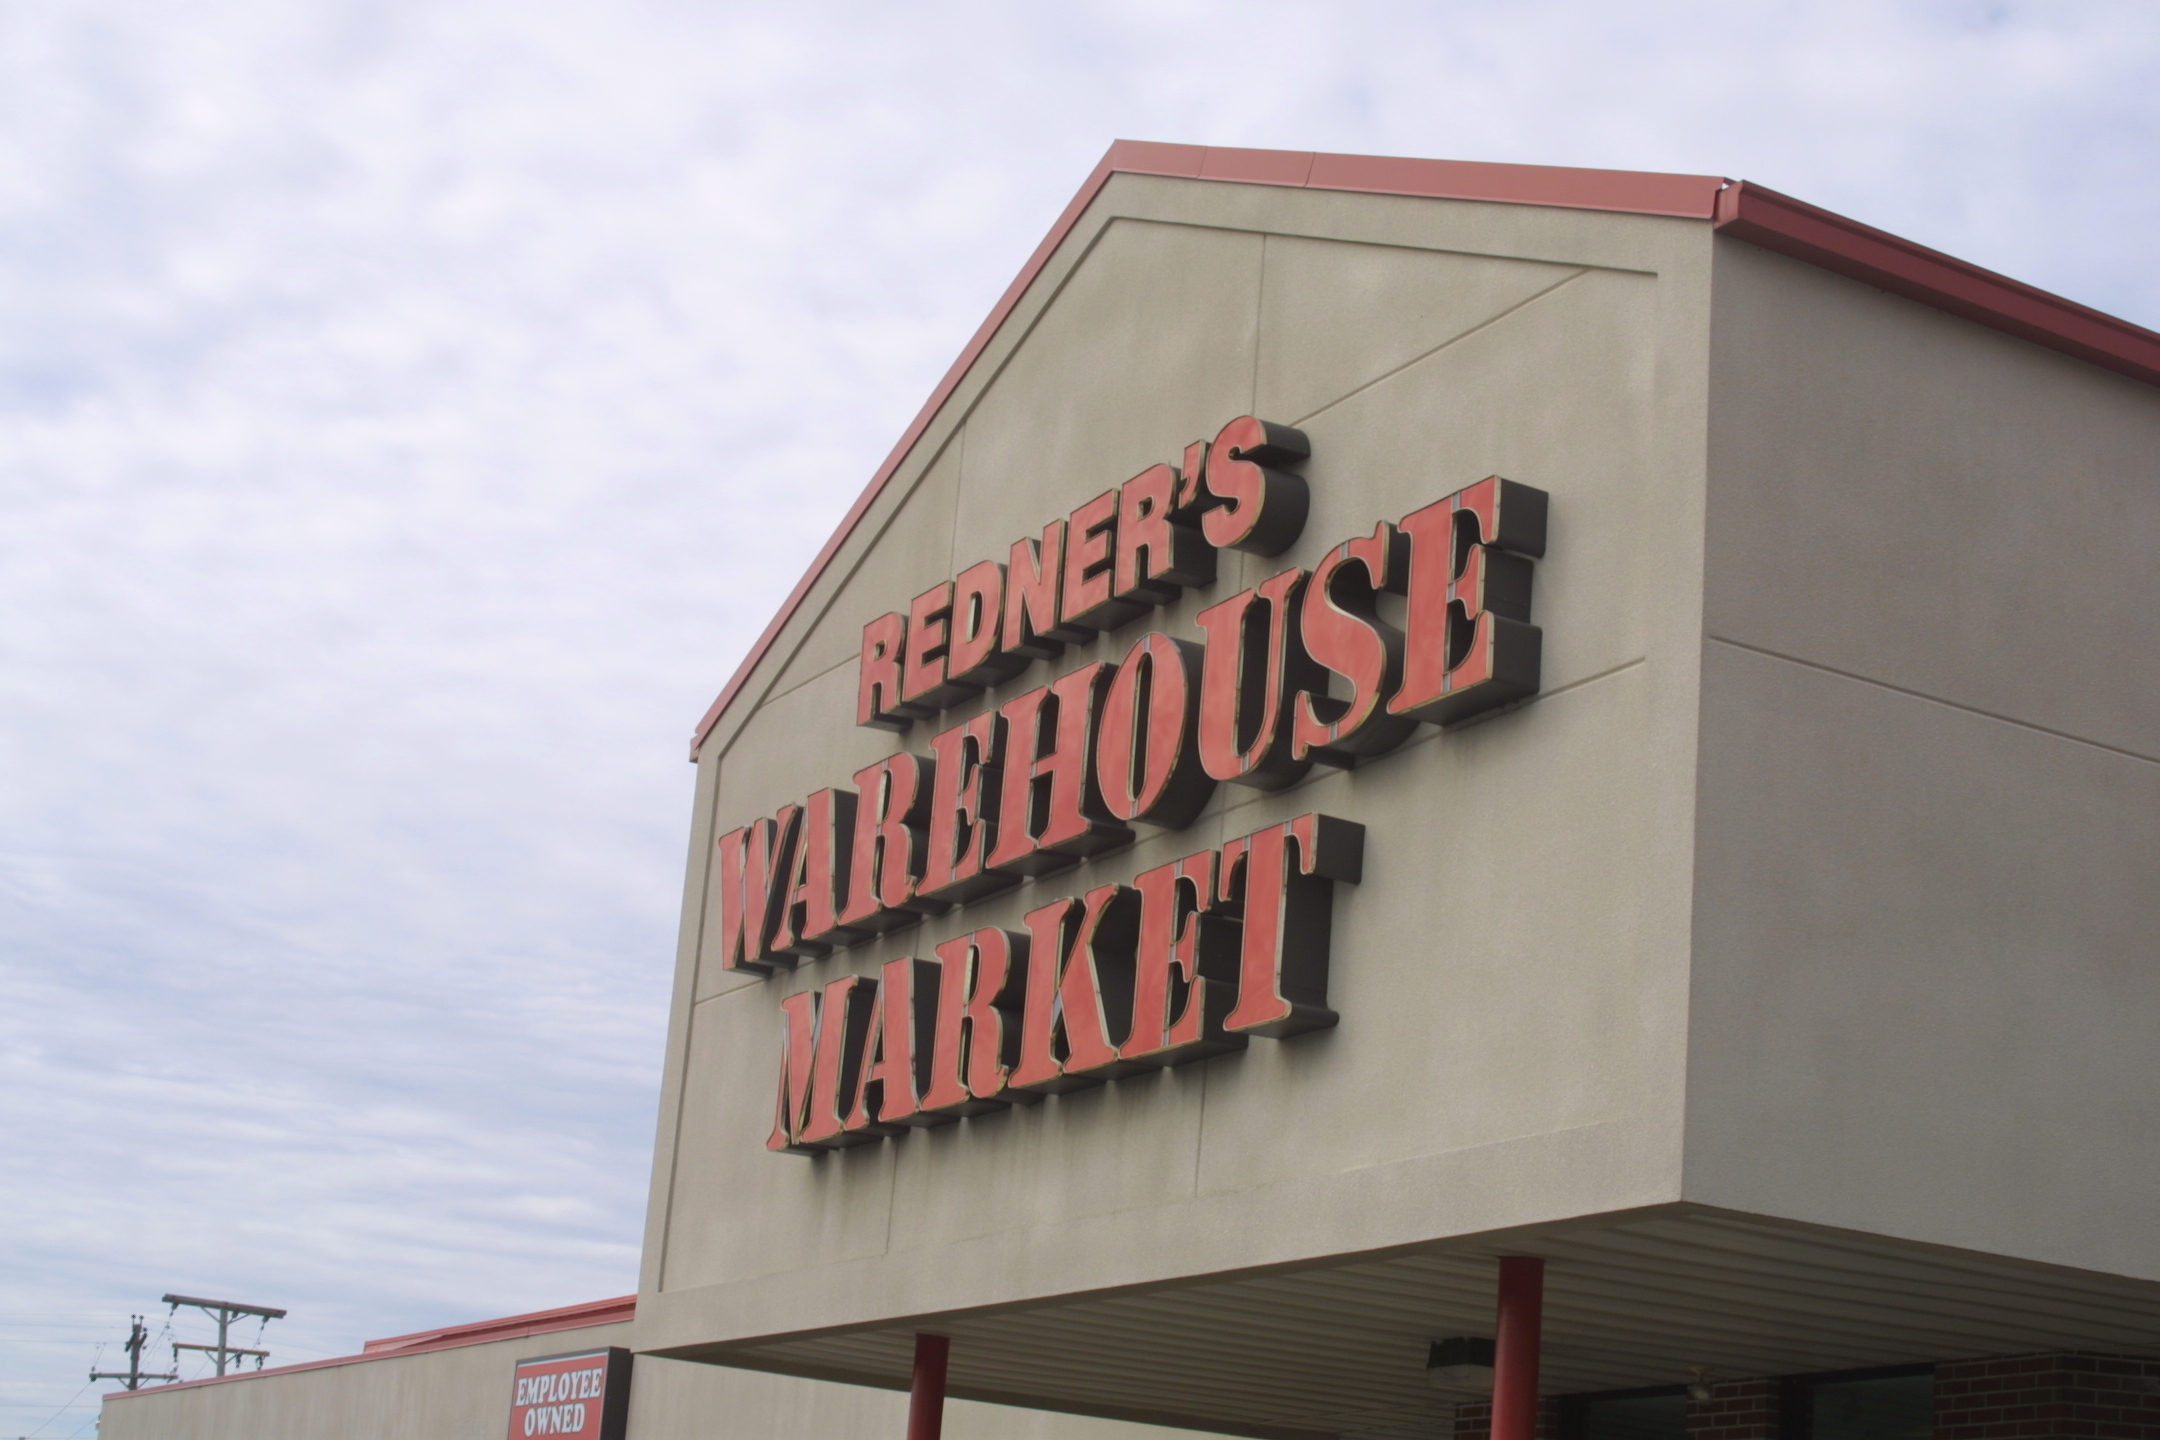 REDNER'S
WAREHOUSE
MARKET
EMPLOYEE
OWNED